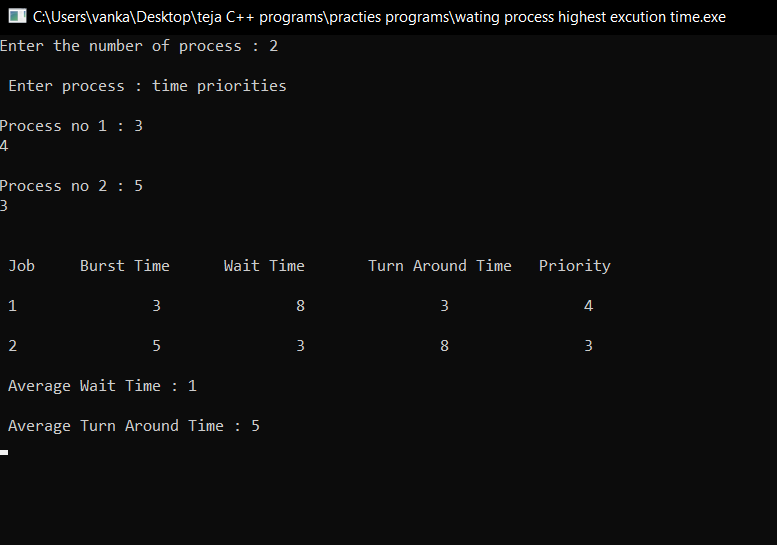 C:\Users\vanka\Desktop\teja C++ programs\practies programs\wating process highest excution time.exe
Enter the number of process : 2
Enter process : time priorities
Process no 1 : 3
4
Process no 2 : 5
3
Job Burst Time Wait Time Turn Around Time Priority
1 3 8 3 4
2 5 3 8 3
Average Wait Time : 1
Average Turn Around Time : 5